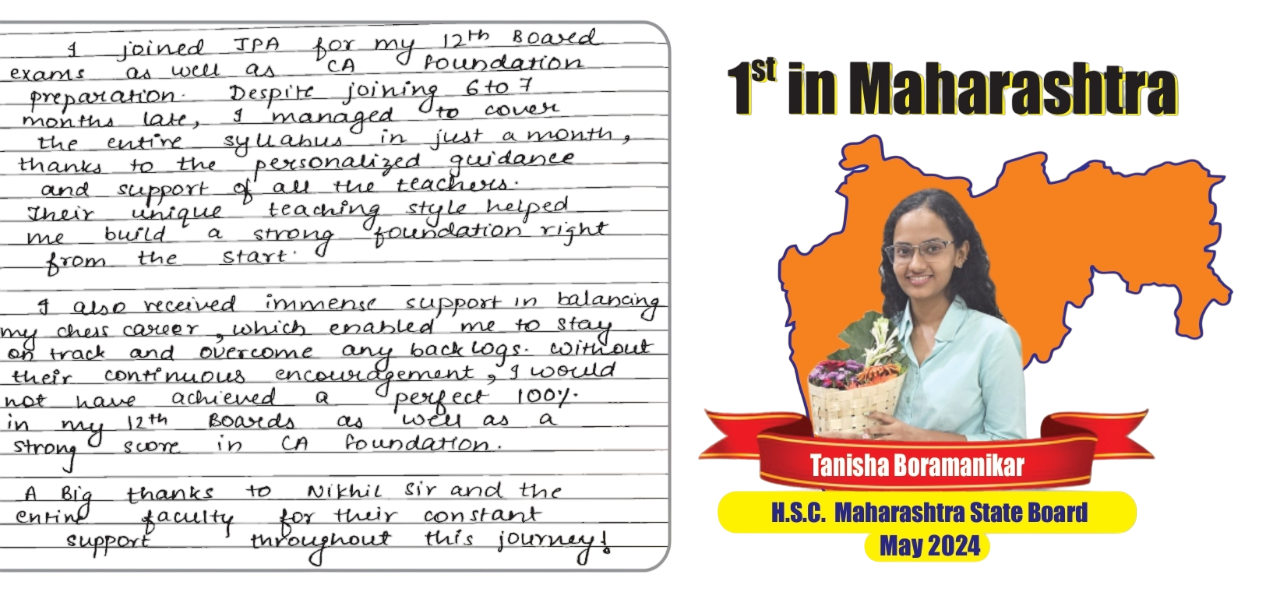 I joined JPA for my 12th Board
exams as well as CA Foundation
preparation. Despite joining 6 to 7
months late, I managed to cover
the entire syllabus in just a month,
thanks to the personalized guidance
and support of all the teachers.
Their unique teaching style helped
me build a strong foundation right
from the start.
I also received immense support in balancing
my chess career, which enabled me to stay
on track and overcome any backlogs. Without
their continuous encouragement, I would
not have achieved a perfect 100%
in my 12th Boards as well as a
strong score in CA Foundation.
A Big thanks to Nikhil Sir and the
entire faculty for their constant
support throughout this journey!
1st in Maharashtra
Tanisha Boramanikar
H.S.C. Maharashtra State Board
May 2024